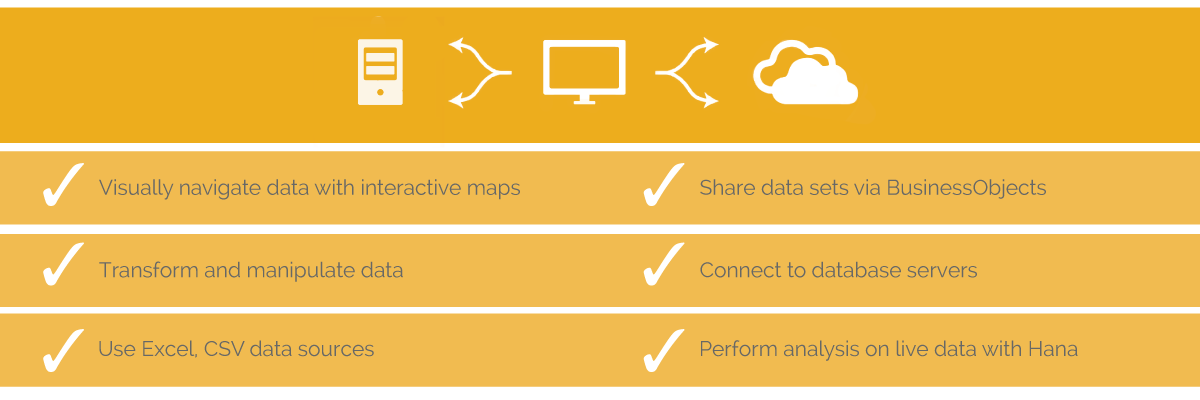 Visually navigate data with interactive maps
Share data sets via BusinessObjects
Transform and manipulate data
Connect to database servers
Use Excel, CSV data sources
Perform analysis on live data with Hana